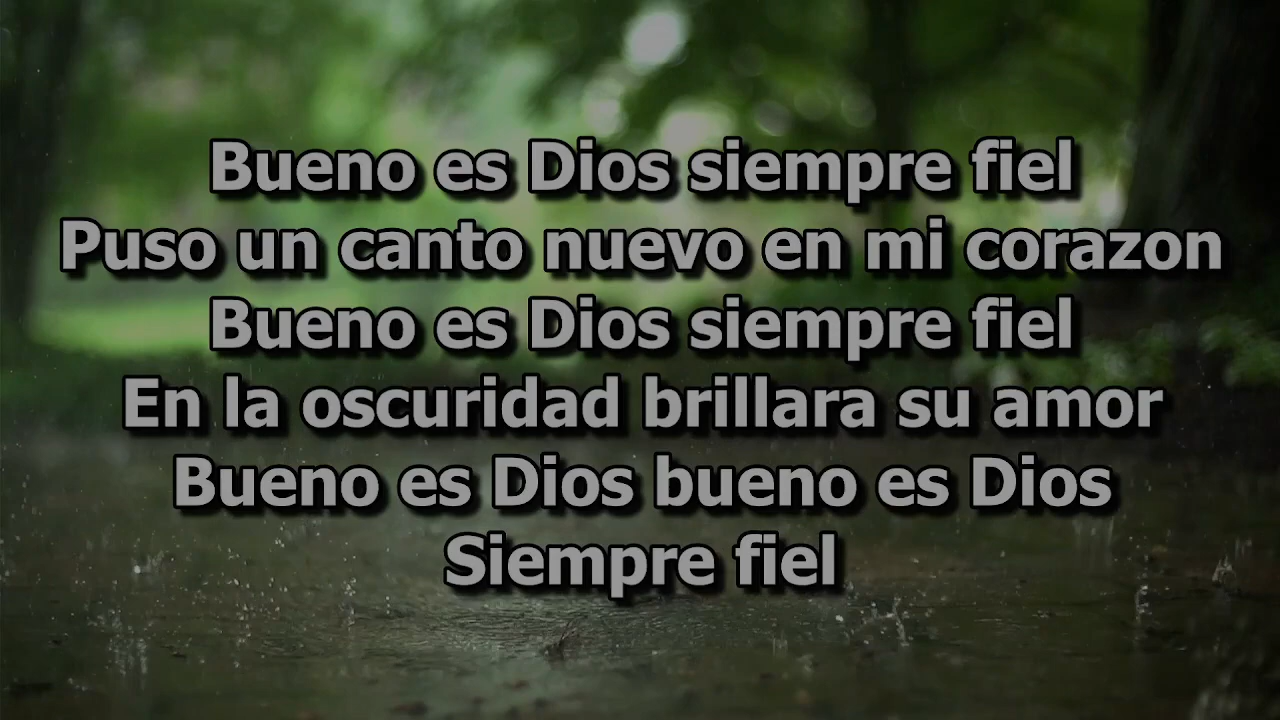 Bueno es Dios siempre fiel
Puso un canto nuevo en mi corazon
Bueno es Dios siempre fiel
En la oscuridad brillara su amor
Bueno es Dios bueno es Dios
Siempre fiel